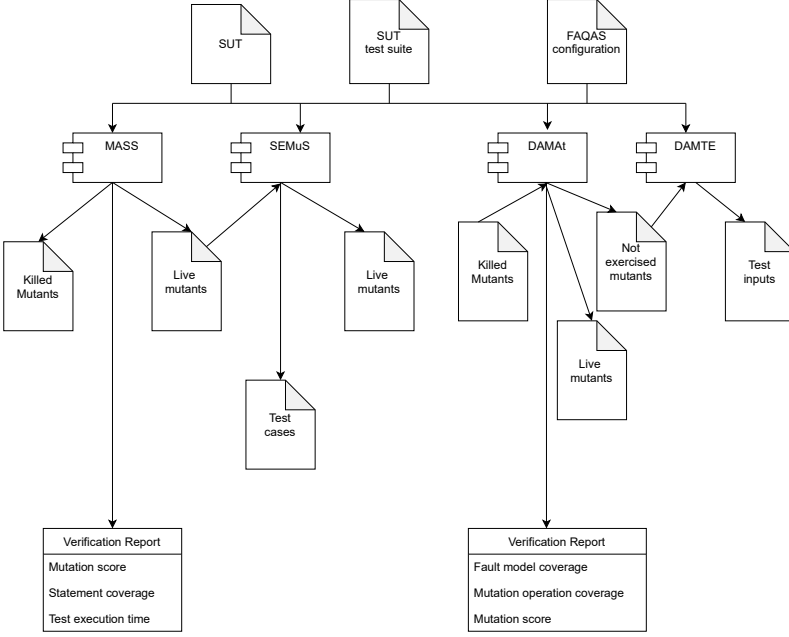 SUT
SUT
test suite
FAQAS
configuration
MASS
SEMuS
DAMAt
DAMTE
Killed
Mutants
Live
mutants
Live
mutants
Killed
Mutants
Not
exercised
mutants
Test
inputs
Live
mutants
Test
cases
Verification Report
Mutation score
Statement coverage
Test execution time
Verification Report
Fault model coverage
Mutation operation coverage
Mutation score